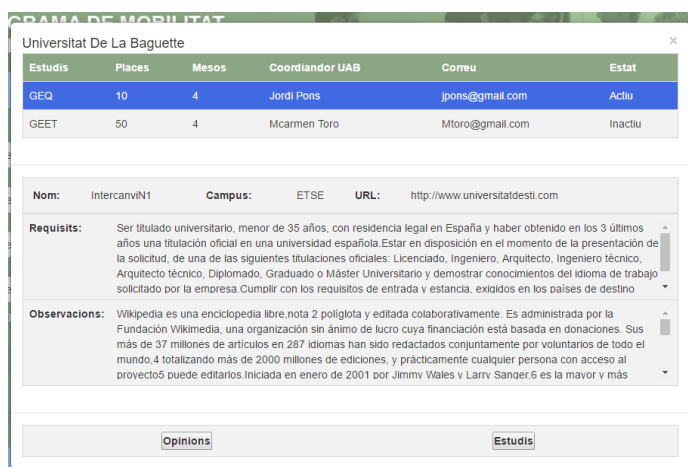 GRAMA DE MOBILITAT
Universitat De La Baguette ×
Estudis Places Mesos Coordiandor UAB Correu Estat
GEQ 10 4 Jordi Pons jpons@gmail.com Actiu
GEET 50 4 Mcarmen Toro Mtoro@gmail.com Inactiu
Nom: IntercanviN1 Campus: ETSE URL: http://www.universitatdesti.com
Requisits: Ser titulado universitario, menor de 35 años, con residencia legal en España y haber obtenido en los 3 últimos
años una titulación oficial en una universidad española.Estar en disposición en el momento de la presentación de
la solicitud, de una de las siguientes titulaciones oficiales: Licenciado, Ingeniero, Arquitecto, Ingeniero técnico,
Arquitecto técnico, Diplomado, Graduado o Máster Universitario y demostrar conocimientos del idioma de trabajo
solicitado por la empresa.Cumplir con los requisitos de entrada y estancia, exigidos en los países de destino
Observacions: Wikipedia es una enciclopedia libre,nota 2 políglota y editada colaborativamente. Es administrada por la
Fundación Wikimedia, una organización sin ánimo de lucro cuya financiación está basada en donaciones. Sus
más de 37 millones de artículos en 287 idiomas han sido redactados conjuntamente por voluntarios de todo el
mundo,4 totalizando más de 2000 millones de ediciones, y prácticamente cualquier persona con acceso al
proyecto5 puede editarlos.Iniciada en enero de 2001 por Jimmy Wales y Larry Sanger,6 es la mayor y más
Opinions Estudis